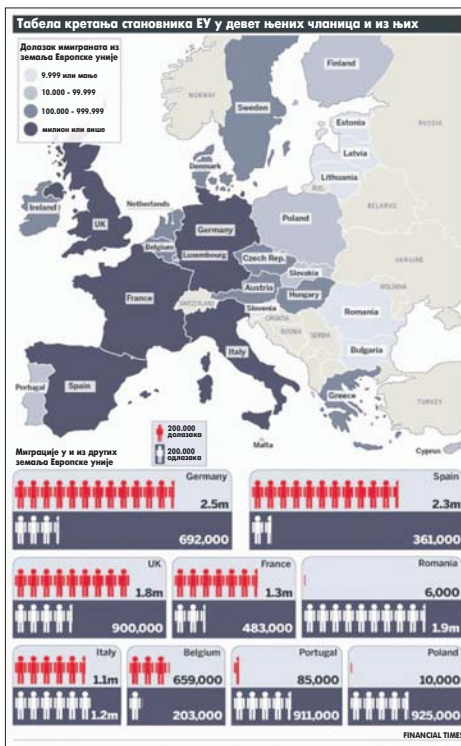 Табела кретања становника ЕУ у девет њених чланица и из њих
Долазак имиграната из
земаља Европске уније
9.999 или мање
10.000 - 99.999
100.000 - 999.999
милион или више
NORWAY
Finland
Sweden
RUSSIA
Estonia
Latvia
Lithuania
RUS.
Denmark
BELARUS
Ireland
UK
Netherlands
Germany
Poland
Belgium
Luxembourg
Czech Rep.
UKRAINE
Slovakia
France
Austria
Hungary
MOLDOVA
SWITZERLAND
Slovenia
CROATIA
Romania
BOSNIA
SERBIA
Italy
Bulgaria
Portugal
Spain
Greece
TURKEY
Malta
Cyprus
200.000
долазака
200.000
одлазака
Миграције у и из других
земаља Европске уније
Germany
2.5m
692,000
Spain
2.3m
361,000
UK
1.8m
900,000
France
1.3m
483,000
Romania
6,000
1.9m
Italy
1.1m
1.2m
Belgium
659,000
203,000
Portugal
85,000
911,000
Poland
10,000
925,000
FINANCIAL TIMES